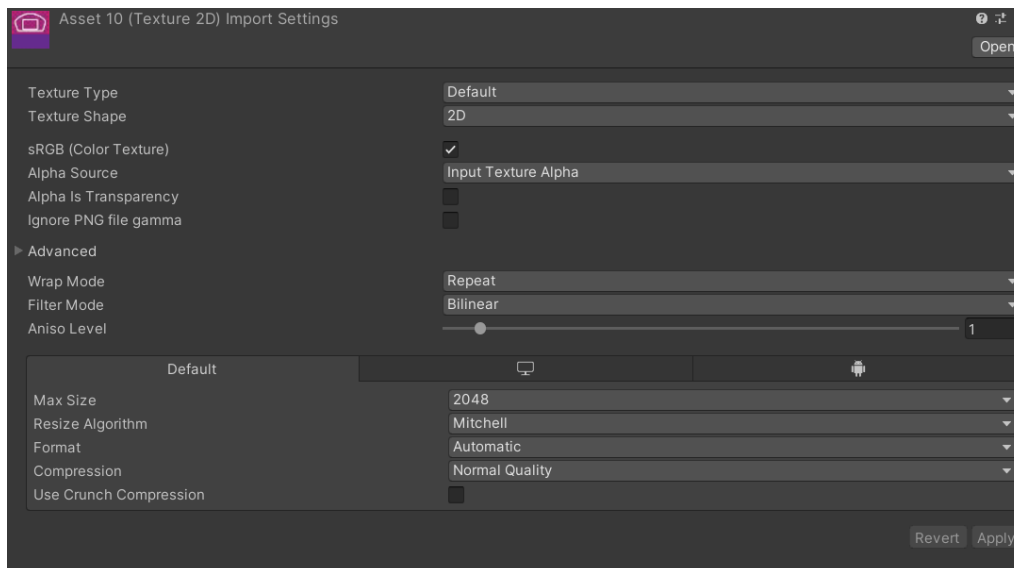 Asset 10 (Texture 2D) Import Settings
Open
Texture Type Default
Texture Shape 2D
sRGB (Color Texture)
Alpha Source Input Texture Alpha
Alpha Is Transparency
Ignore PNG file gamma
Advanced
Wrap Mode Repeat
Filter Mode Bilinear
Aniso Level 1
Default
Max Size 2048
Resize Algorithm Mitchell
Format Automatic
Compression Normal Quality
Use Crunch Compression
Revert Apply